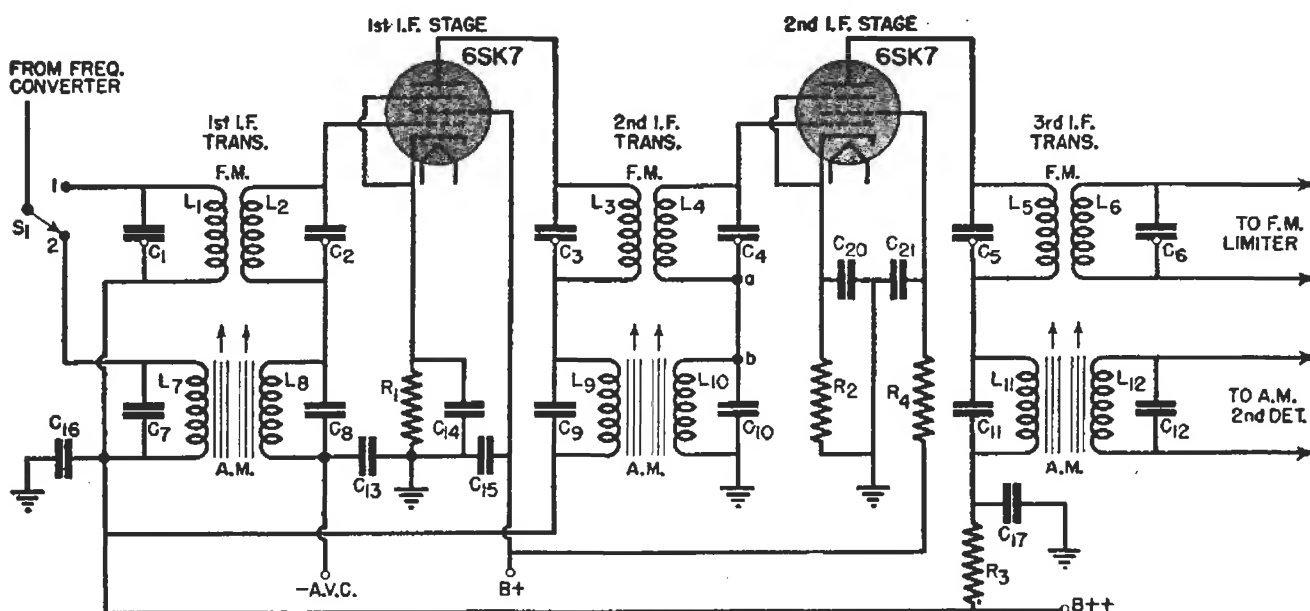 1st I.F. STAGE
6SK7
2nd I.F. STAGE
6SK7
FROM FREQ.
CONVERTER
1st I.F.
TRANS.
F.M.
2nd I.F.
TRANS.
F.M.
3rd I.F.
TRANS.
F.M.
1
S1
2
C1
L1
L2
C2
C3
L3
L4
C4
a
b
C20
C21
C5
L5
L6
C6
TO F.M.
LIMITER
C16
C7
L7
L8
C8
A.M.
R1
C14
C13
C15
C9
L9
L10
C10
A.M.
R2
R4
C11
L11
L12
C12
A.M.
TO A.M.
2nd DET.
C17
R3
-A.V.C.
B+
B++